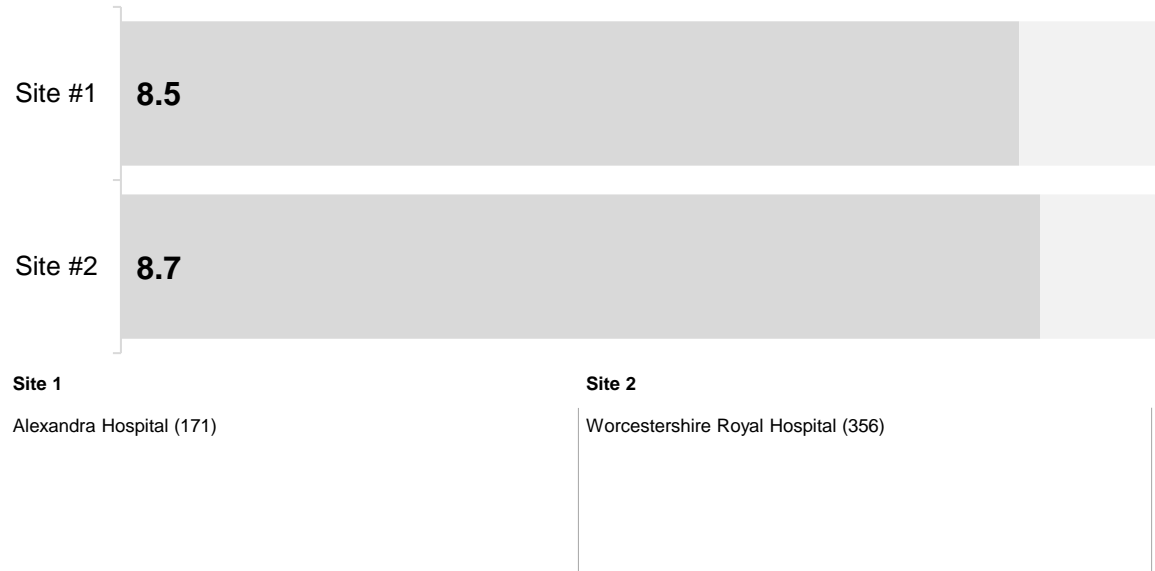 Site #1 8.5
Site #2 8.7
Site 1 Site 2
Alexandra Hospital (171) Worcestershire Royal Hospital (356)